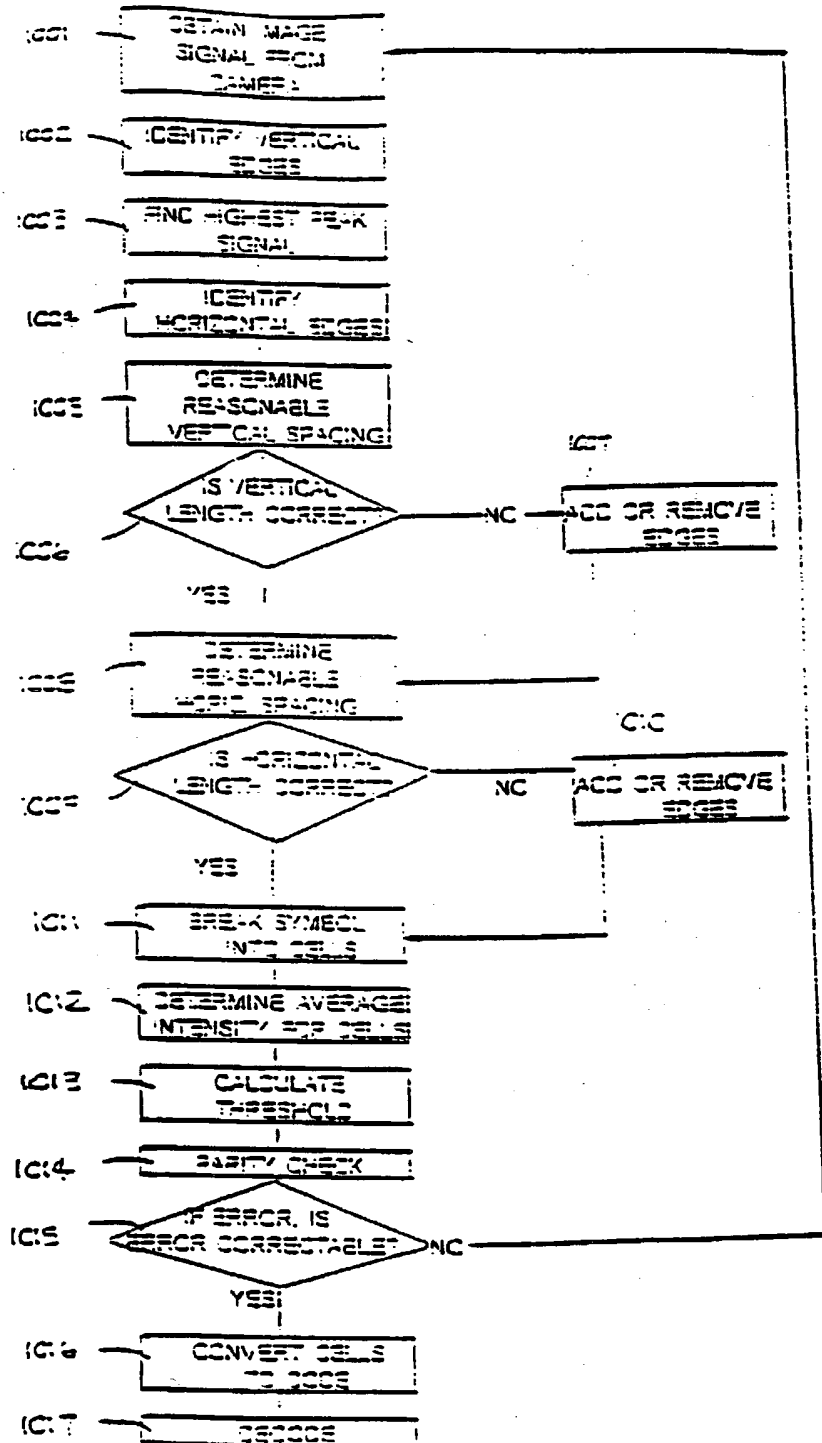 1001
OBTAIN IMAGE
SIGNAL FROM
CAMERA
1002
IDENTIFY VERTICAL
EDGES
1003
FIND HIGHEST PEAK
SIGNAL
1004
IDENTIFY
HORIZONTAL EDGES
1005
DETERMINE
REASONABLE
VERTICAL SPACING
1006
IS VERTICAL
LENGTH CORRECT?
NO
1007
ADD OR REMOVE
EDGES
YES
1008
DETERMINE
REASONABLE
HORIZ. SPACING
1009
IS HORIZONTAL
LENGTH CORRECT?
NO
1010
ADD OR REMOVE
EDGES
YES
1011
BREAK SYMBOL
INTO CELLS
1012
DETERMINE AVERAGE
INTENSITY FOR CELLS
1013
CALCULATE
THRESHOLD
1014
PARITY CHECK
1015
IF ERROR, IS
ERROR CORRECTABLE?
NO
YES
1016
CONVERT CELLS
TO CODE
1017
DECODE